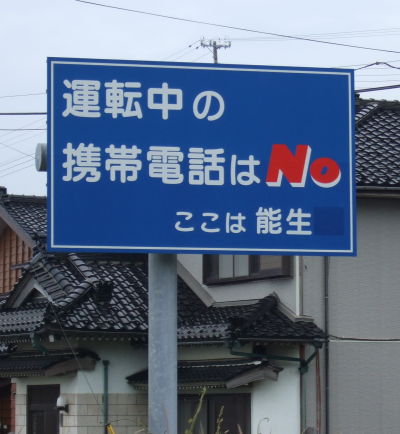 運転中の
携帯電話はNo
ここは 能生